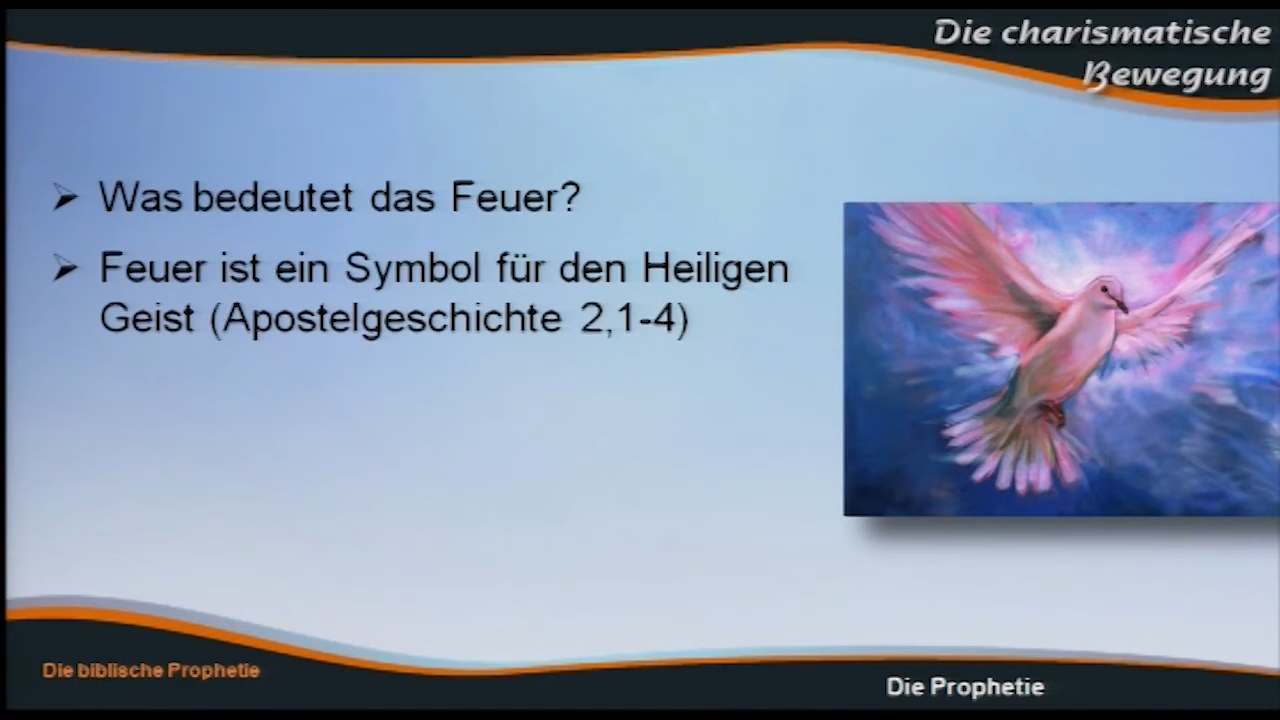 Die charismatische
Bewegung
Was bedeutet das Feuer?
Feuer ist ein Symbol für den Heiligen
Geist (Apostelgeschichte 2,1-4)
Die biblische Prophetie
Die Prophetie